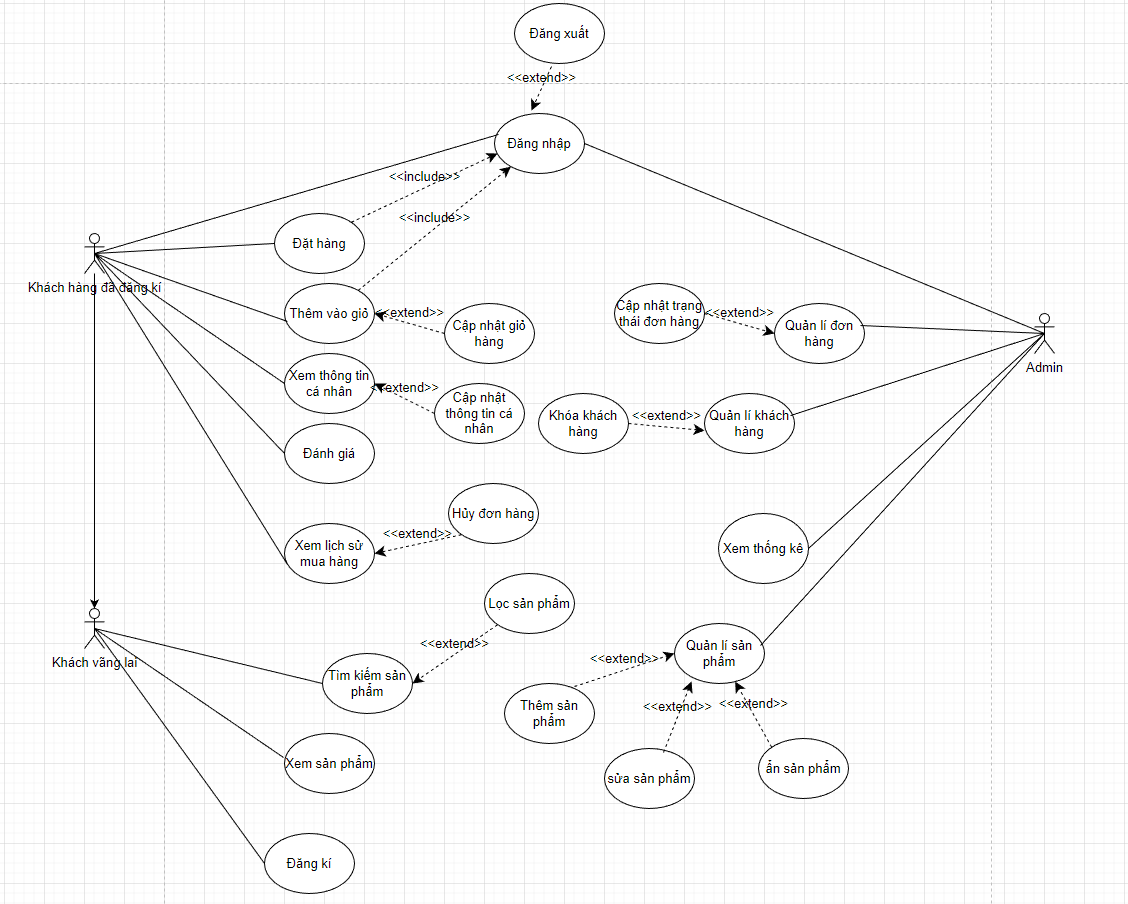 Đăng xuất
<<extend>>
Đăng nhập
<<include>>
<<include>>
Đặt hàng
Khách hàng đã đăng kí
Thêm vào giỏ
<<extend>>
Cập nhật giỏ
hàng
Xem thông tin
cá nhân
<<extend>>
Cập nhật
thông tin cá
nhân
Đánh giá
Hủy đơn hàng
<<extend>>
Xem lịch sử
mua hàng
Cập nhật trạng
thái đơn hàng
<<extend>>
Quản lí đơn
hàng
Admin
Khóa khách
hàng
<<extend>>
Quản lí khách
hàng
Xem thống kê
Lọc sản phẩm
<<extend>>
Khách vãng lai
Tìm kiếm sản
phẩm
Xem sản phẩm
Đăng kí
Quản lí sản
phẩm
<<extend>>
Thêm sản
phẩm
<<extend>>
<<extend>>
sửa sản phẩm
ẩn sản phẩm